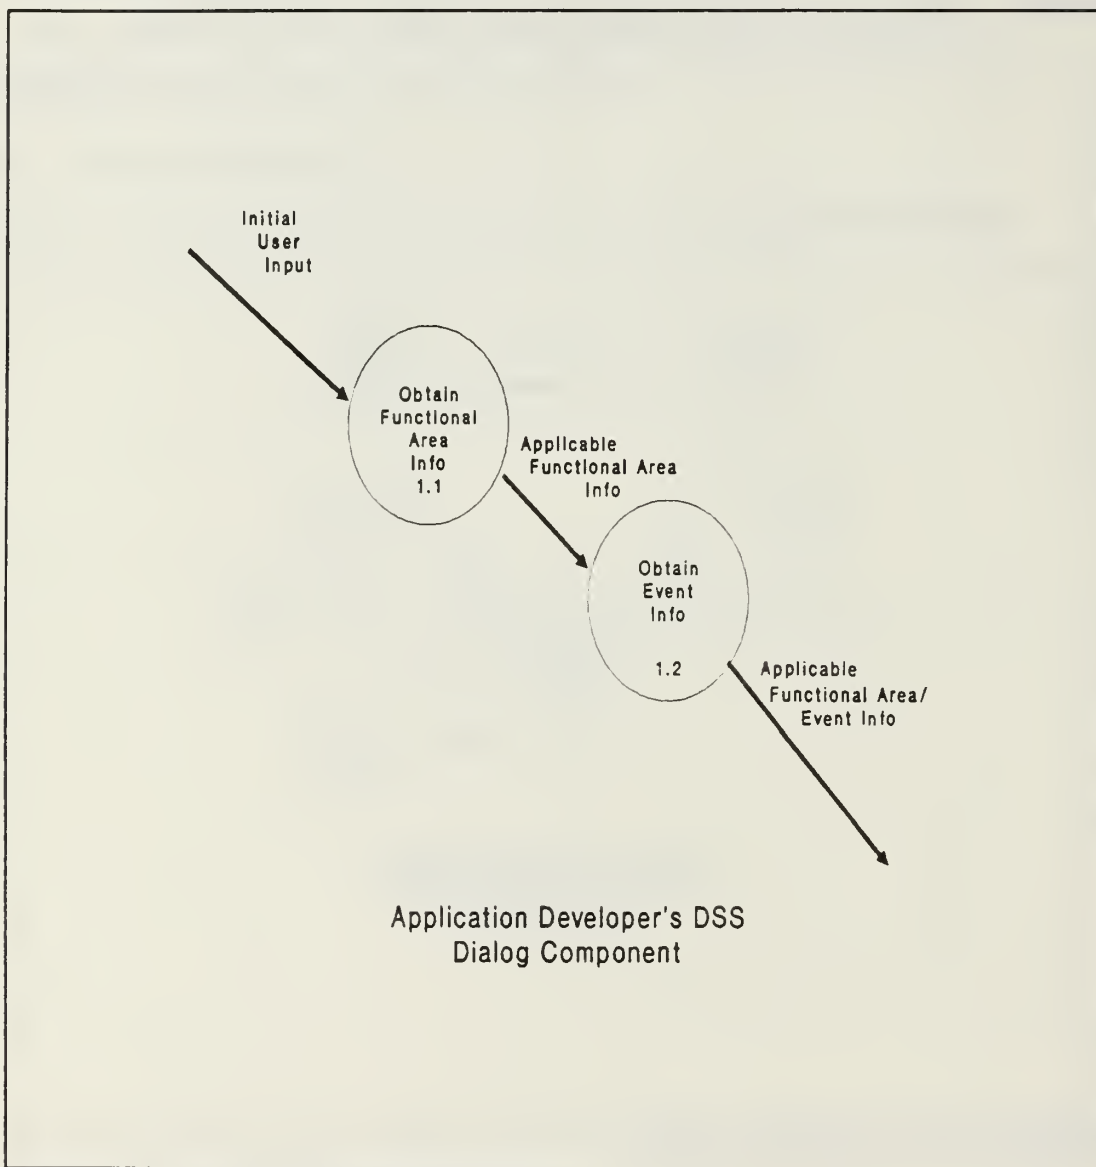 Initial
User
Input
Obtain
Functional
Area
Info
1.1
Applicable
Functional Area
Info
Obtain
Event
Info
1.2
Applicable
Functional Area/
Event Info
Application Developer's DSS
Dialog Component